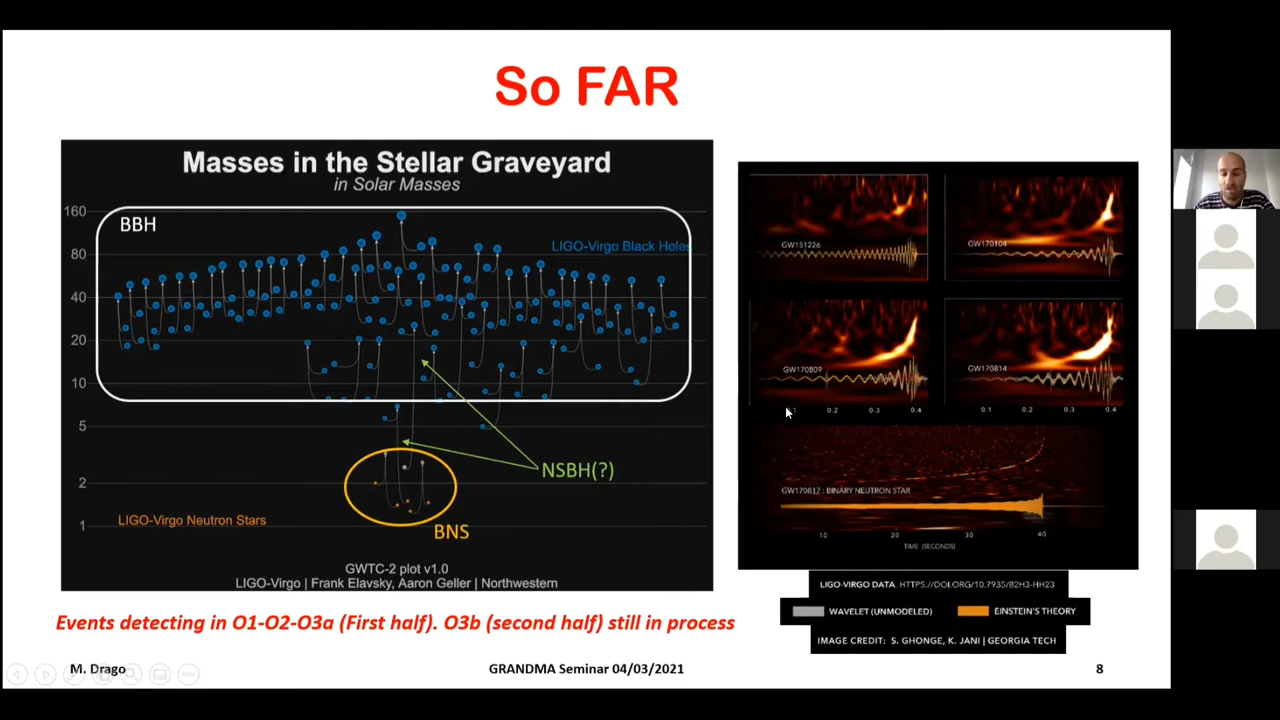 So FAR
Masses in the Stellar Graveyard
in Solar Masses
160
BBH
LIGO-Virgo Black Holes
80
40
20
10
5
NSBH(?)
2
LIGO-Virgo Neutron Stars
1
BNS
GWTC-2 plot v1.0
LIGO-Virgo | Frank Elavsky, Aaron Geller | Northwestern
GW151226
GW170104
GW170809
GW170814
0.2 0.3 0.4
0.1 0.2 0.3 0.4
GW170817 : BINARY NEUTRON STAR
10 20 30 40
TIME (SECONDS)
LIGO-VIRGO DATA. HTTPS://DOI.ORG/10.7935/82H3-HH23
WAVELET (UNMODELED) EINSTEIN'S THEORY
IMAGE CREDIT: S. GHONGE, K. JANI | GEORGIA TECH
Events detecting in O1-O2-O3a (First half). O3b (second half) still in process
M. Drago
GRANDMA Seminar 04/03/2021
8